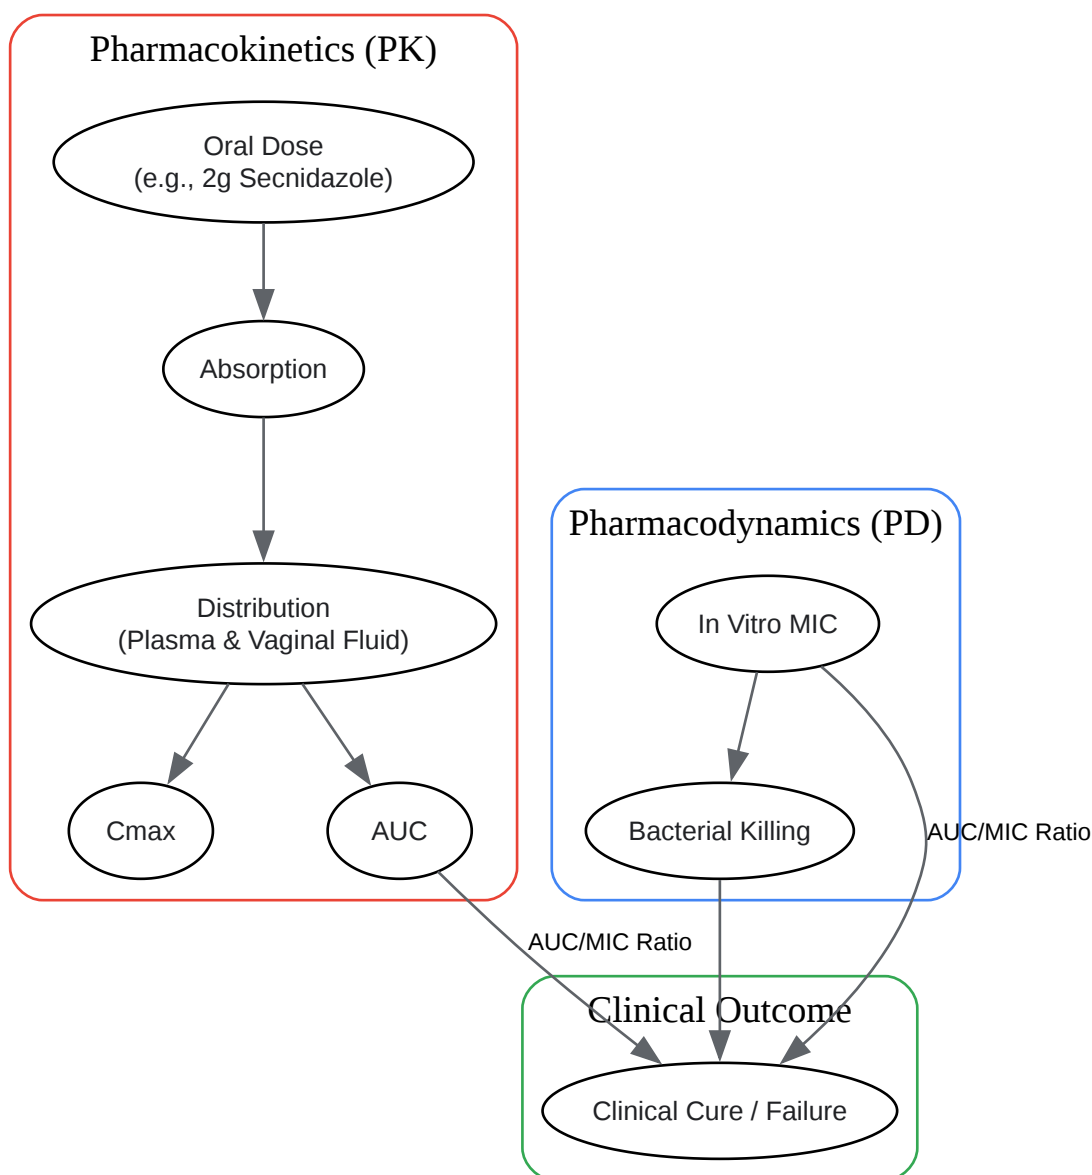 Pharmacokinetics (PK)
Oral Dose
(e.g., 2g Secnidazole)
Absorption
Distribution
(Plasma & Vaginal Fluid)
Cmax
AUC
Pharmacodynamics (PD)
In Vitro MIC
Bacterial Killing
AUC/MIC Ratio
AUC/MIC Ratio
Clinical Outcome
Clinical Cure / Failure